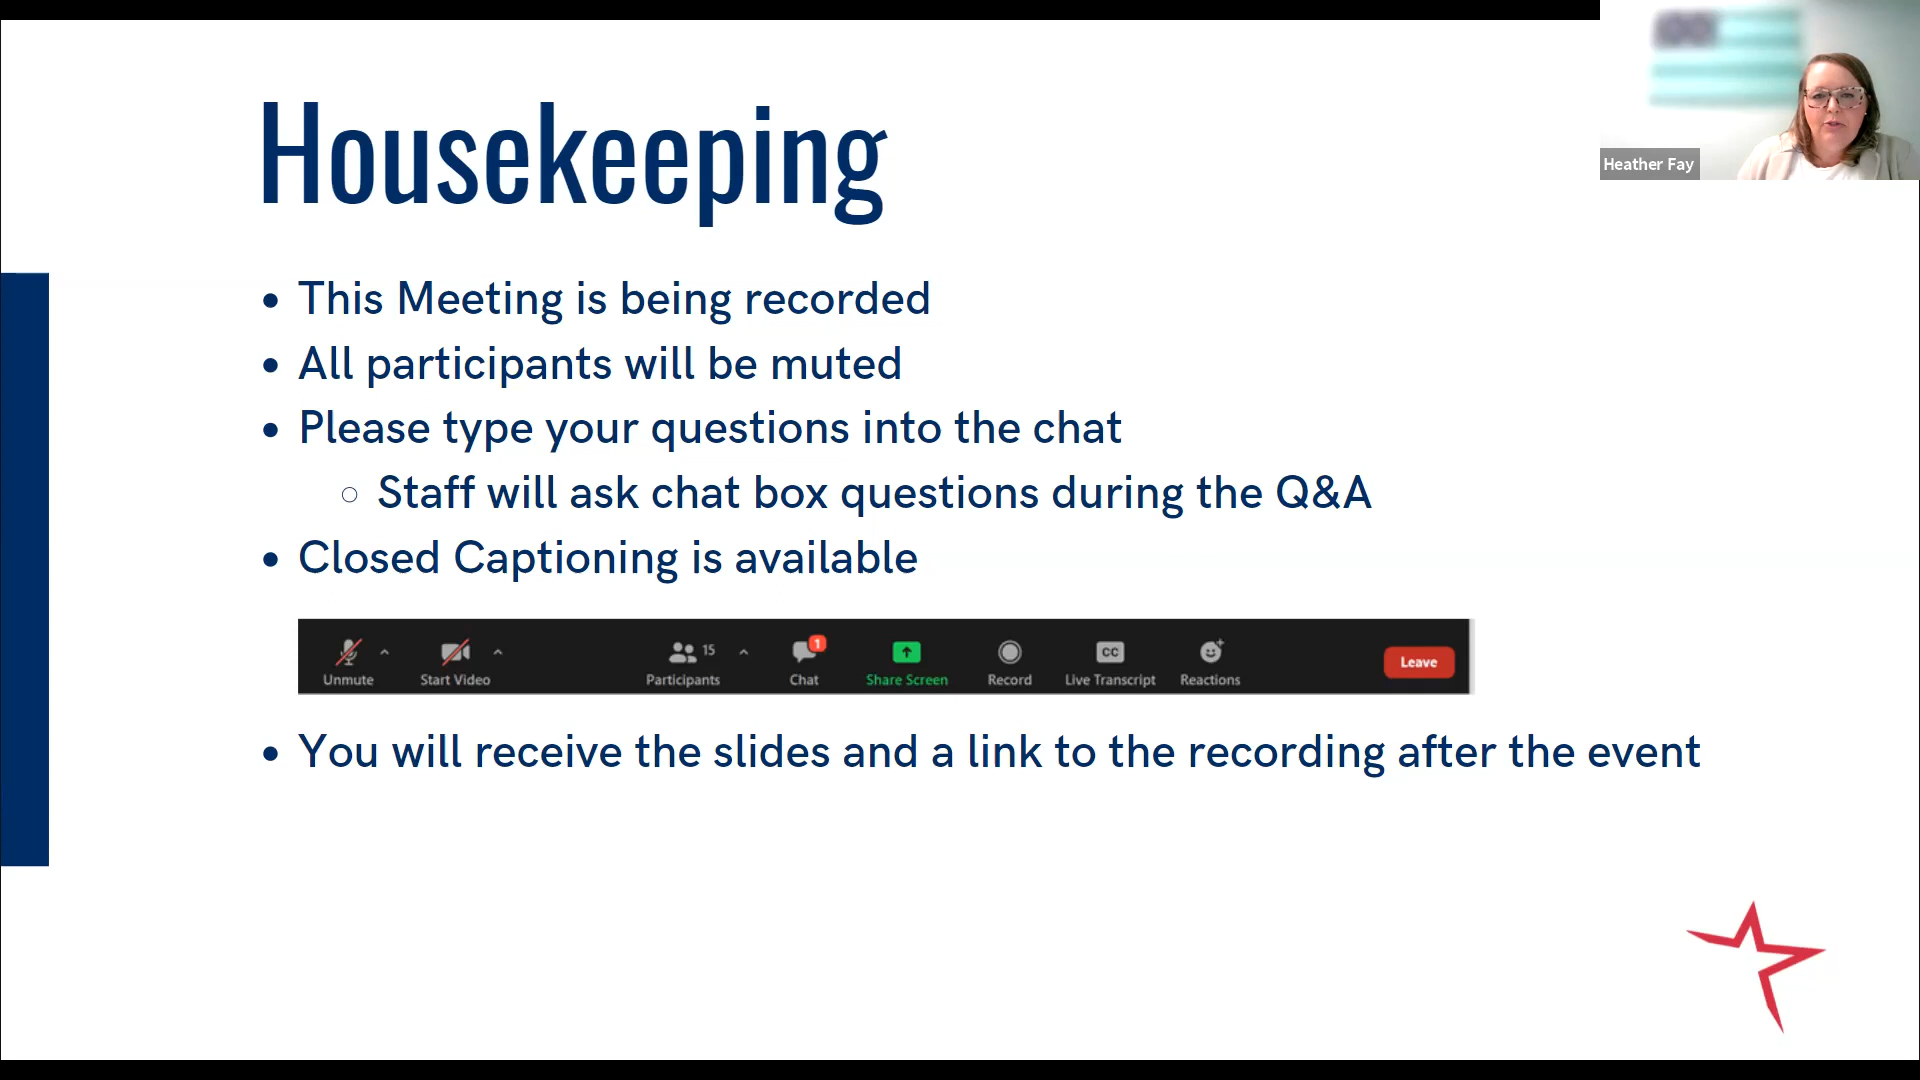 Housekeeping
Heather Fay
• This Meeting is being recorded
• All participants will be muted
• Please type your questions into the chat
○ Staff will ask chat box questions during the Q&A
• Closed Captioning is available
Unmute Start Video Participants 15 Chat 1 Share Screen Record CC Live Transcript Reactions Leave
• You will receive the slides and a link to the recording after the event